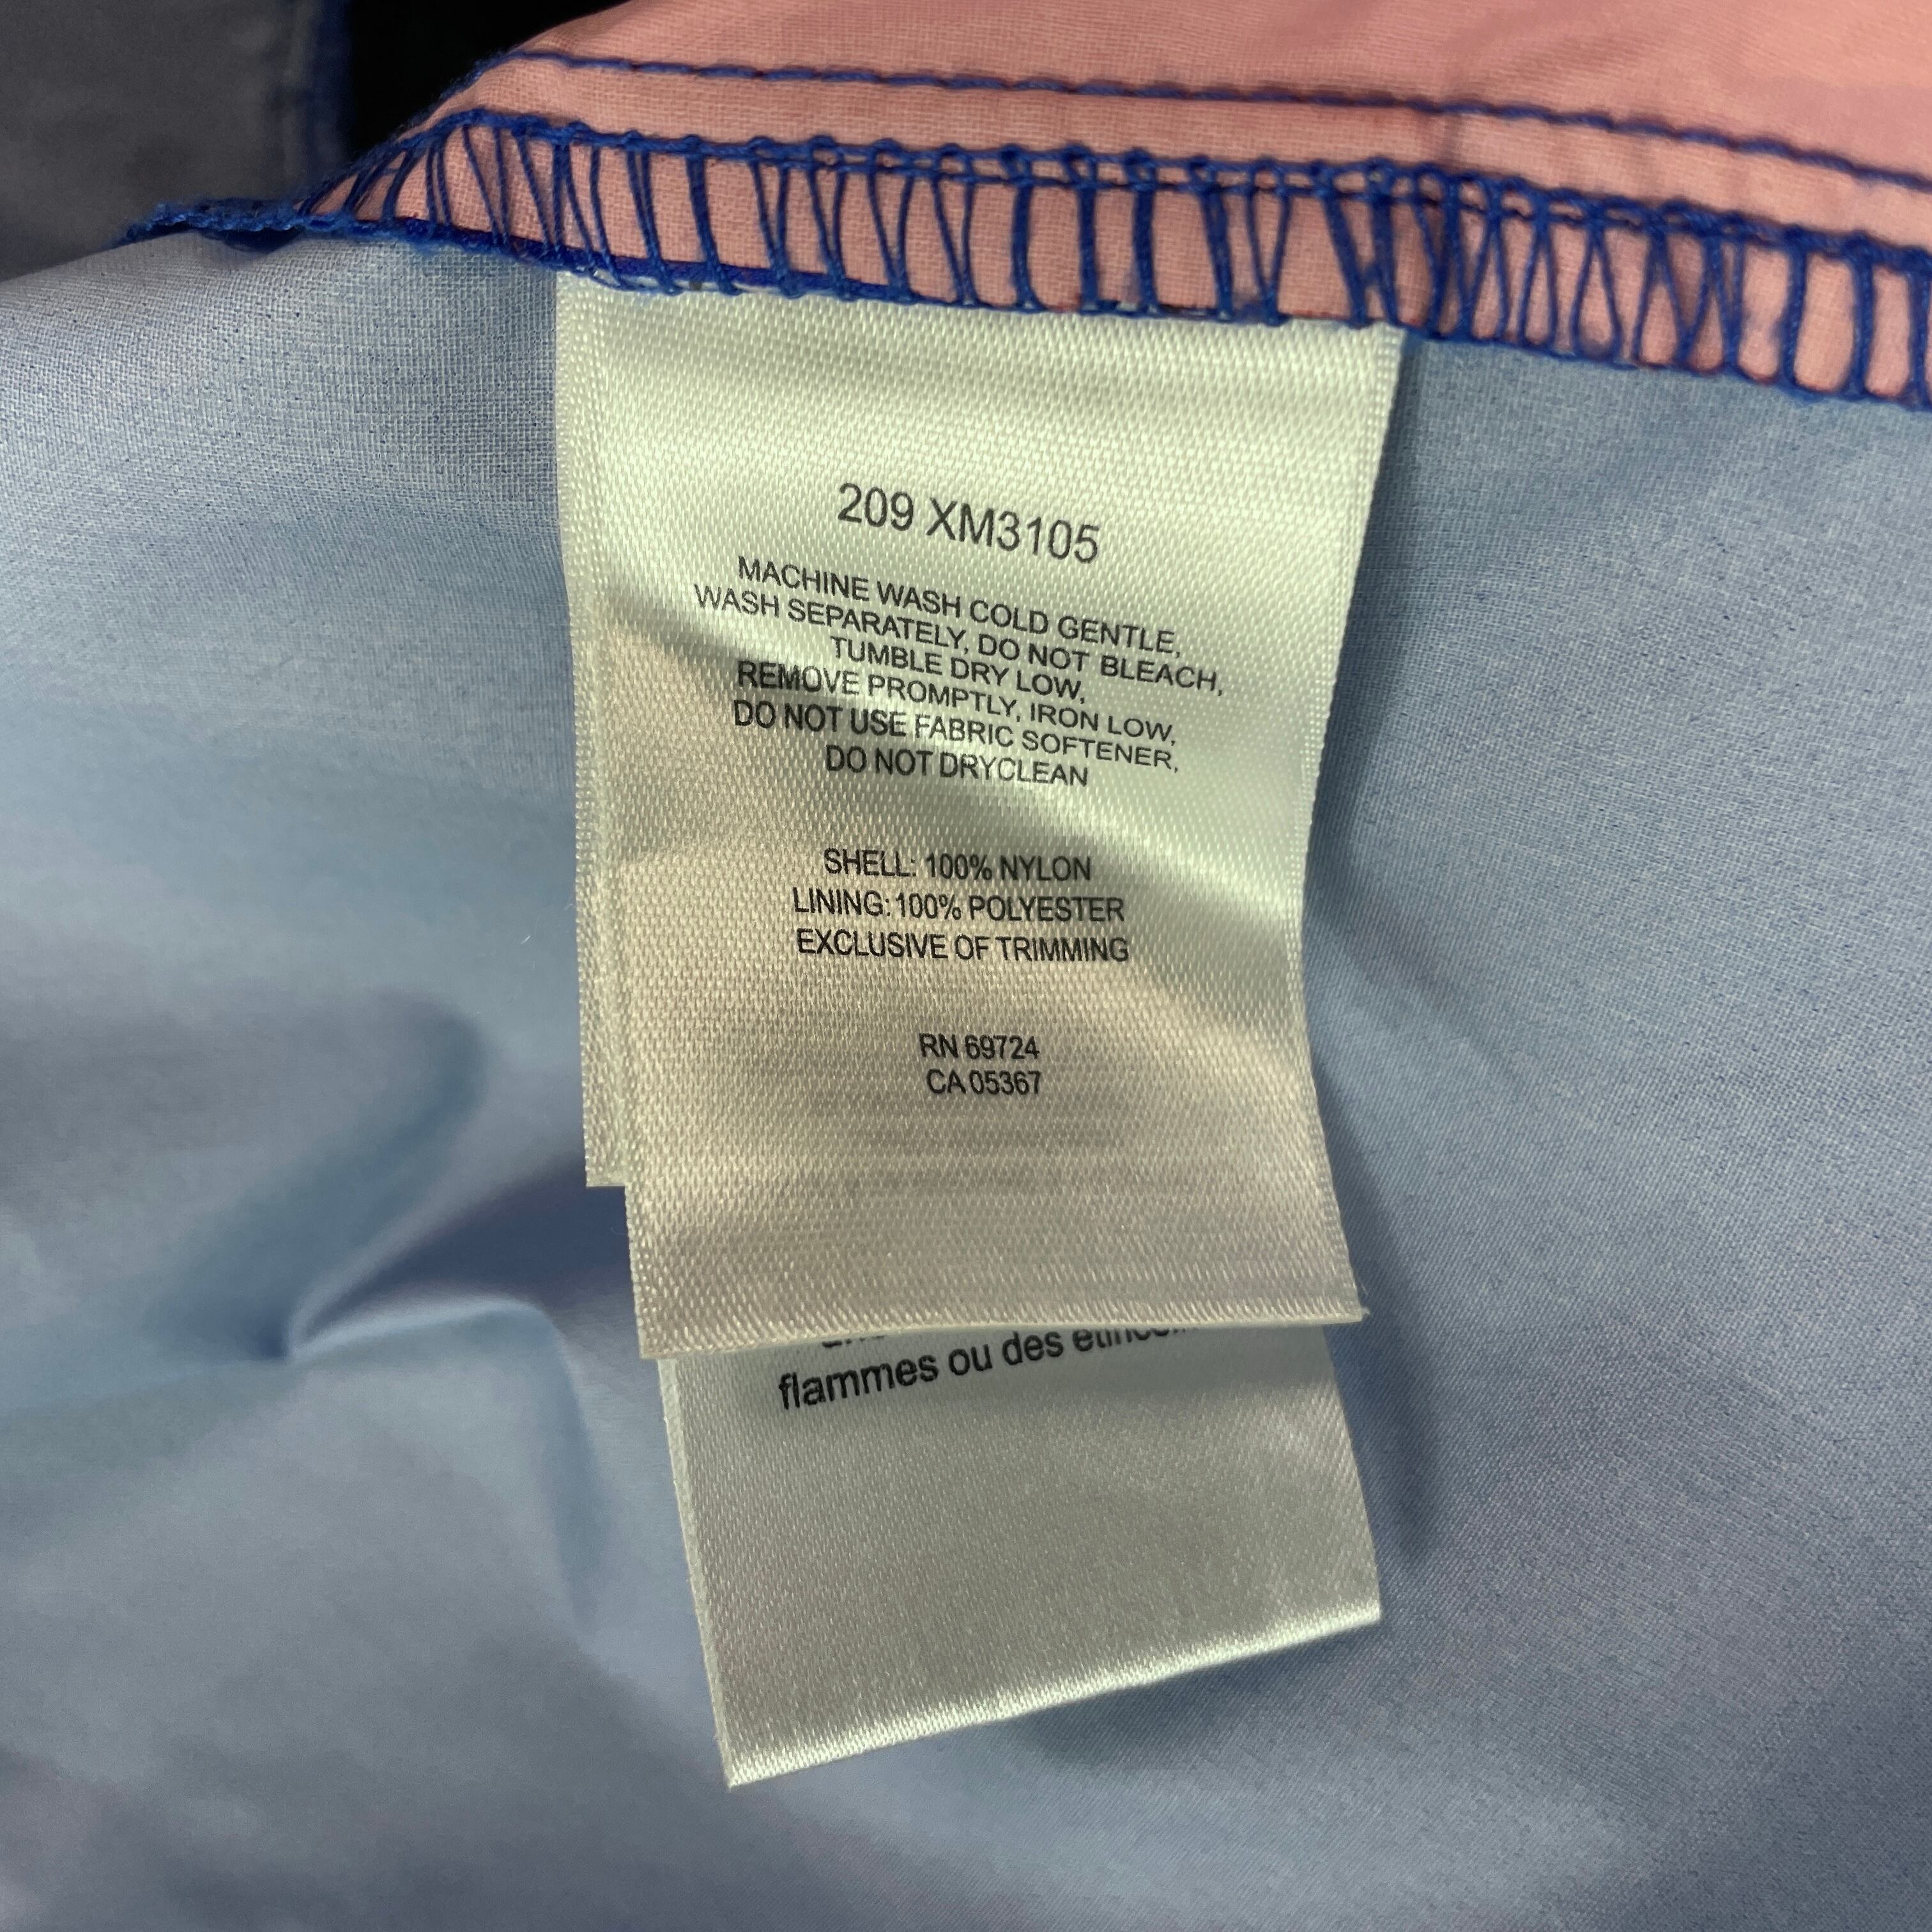 209 XM3105
MACHINE WASH COLD GENTLE,
WASH SEPARATELY, DO NOT BLEACH,
TUMBLE DRY LOW,
REMOVE PROMPTLY, IRON LOW,
DO NOT USE FABRIC SOFTENER,
DO NOT DRYCLEAN
SHELL: 100% NYLON
LINING: 100% POLYESTER
EXCLUSIVE OF TRIMMING
RN 69724
CA 05367
flammes ou des